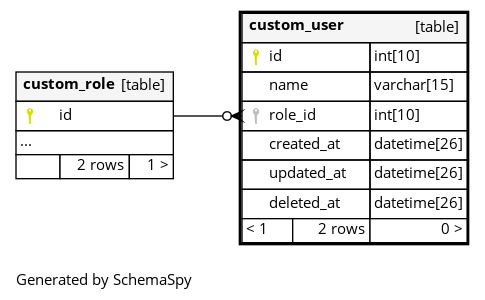 custom_role [table]
id
...
2 rows 1 >
custom_user [table]
id int[10]
name varchar[15]
role_id int[10]
created_at datetime[26]
updated_at datetime[26]
deleted_at datetime[26]
< 1 2 rows 0 >
Generated by SchemaSpy